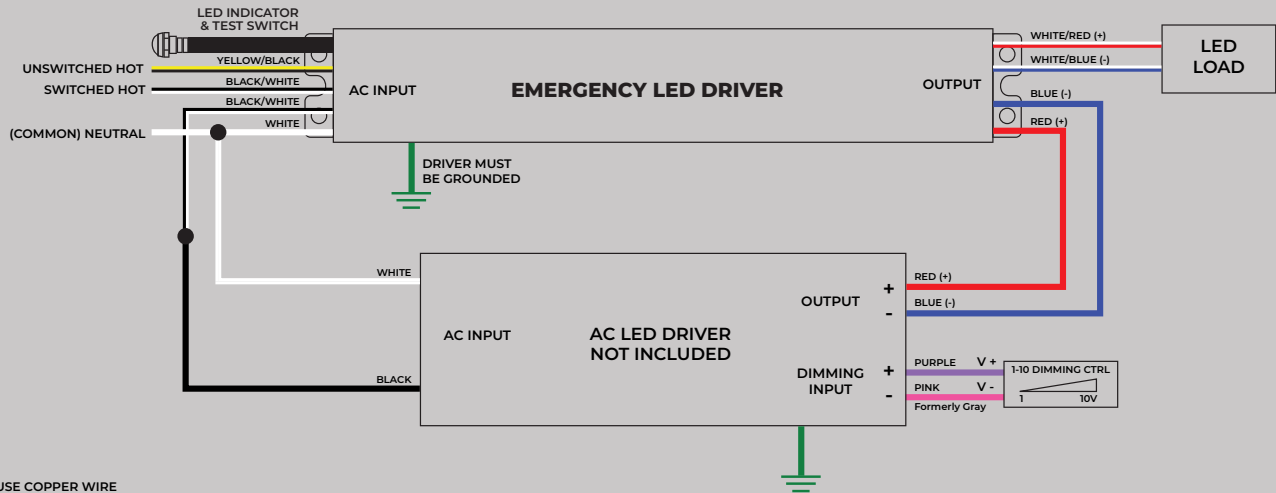 LED INDICATOR
& TEST SWITCH
UNSWITCHED HOT
YELLOW/BLACK
SWITCHED HOT
BLACK/WHITE
BLACK/WHITE
(COMMON) NEUTRAL
WHITE
AC INPUT
EMERGENCY LED DRIVER
OUTPUT
WHITE/RED (+)
WHITE/BLUE (-)
BLUE (-)
RED (+)
LED
LOAD
DRIVER MUST
BE GROUNDED
WHITE
BLACK
AC INPUT
AC LED DRIVER
NOT INCLUDED
OUTPUT
+
-
RED (+)
BLUE (-)
DIMMING
INPUT
+
-
PURPLE V +
PINK V -
Formerly Gray
1-10 DIMMING CTRL
1 10V
USE COPPER WIRE